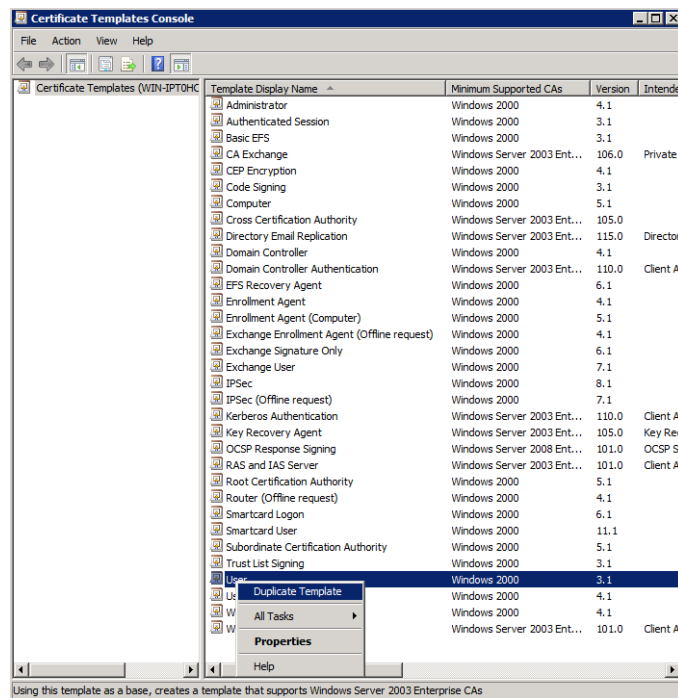 Certificate Templates Console
File Action View Help
Certificate Templates (WIN-IPT0HC
Template Display Name Minimum Supported CAs Version Intende
Administrator Windows 2000 4.1
Authenticated Session Windows 2000 3.1
Basic EFS Windows 2000 3.1
CA Exchange Windows Server 2003 Ent... 106.0 Private
CEP Encryption Windows 2000 4.1
Code Signing Windows 2000 3.1
Computer Windows 2000 5.1
Cross Certification Authority Windows Server 2003 Ent... 105.0
Directory Email Replication Windows Server 2003 Ent... 115.0 Director
Domain Controller Windows 2000 4.1
Domain Controller Authentication Windows Server 2003 Ent... 110.0 Client A
EFS Recovery Agent Windows 2000 6.1
Enrollment Agent Windows 2000 4.1
Enrollment Agent (Computer) Windows 2000 5.1
Exchange Enrollment Agent (Offline request) Windows 2000 4.1
Exchange Signature Only Windows 2000 6.1
Exchange User Windows 2000 7.1
IPSec Windows 2000 8.1
IPSec (Offline request) Windows 2000 7.1
Kerberos Authentication Windows Server 2003 Ent... 110.0 Client A
Key Recovery Agent Windows Server 2003 Ent... 105.0 Key Rec
OCSP Response Signing Windows Server 2008 Ent... 101.0 OCSP S
RAS and IAS Server Windows Server 2003 Ent... 101.0 Client A
Root Certification Authority Windows 2000 5.1
Router (Offline request) Windows 2000 4.1
Smartcard Logon Windows 2000 6.1
Smartcard User Windows 2000 11.1
Subordinate Certification Authority Windows 2000 5.1
Trust List Signing Windows 2000 3.1
User Windows 2000 3.1
Us Windows 2000 4.1
W Windows 2000 4.1
W Windows Server 2003 Ent... 101.0 Client A
Duplicate Template
All Tasks
Properties
Help
Using this template as a base, creates a template that supports Windows Server 2003 Enterprise CAs